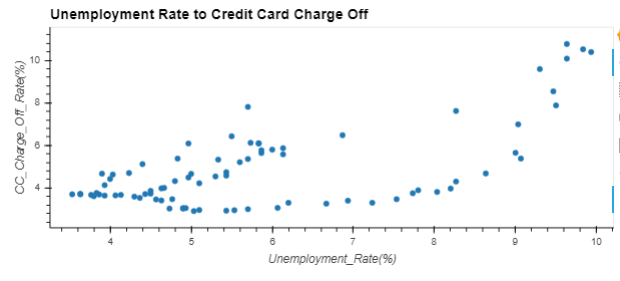 Unemployment Rate to Credit Card Charge Off
CC_Charge_Off_Rate(%)
10
8
6
4
4 5 6 7 8 9 10
Unemployment_Rate(%)